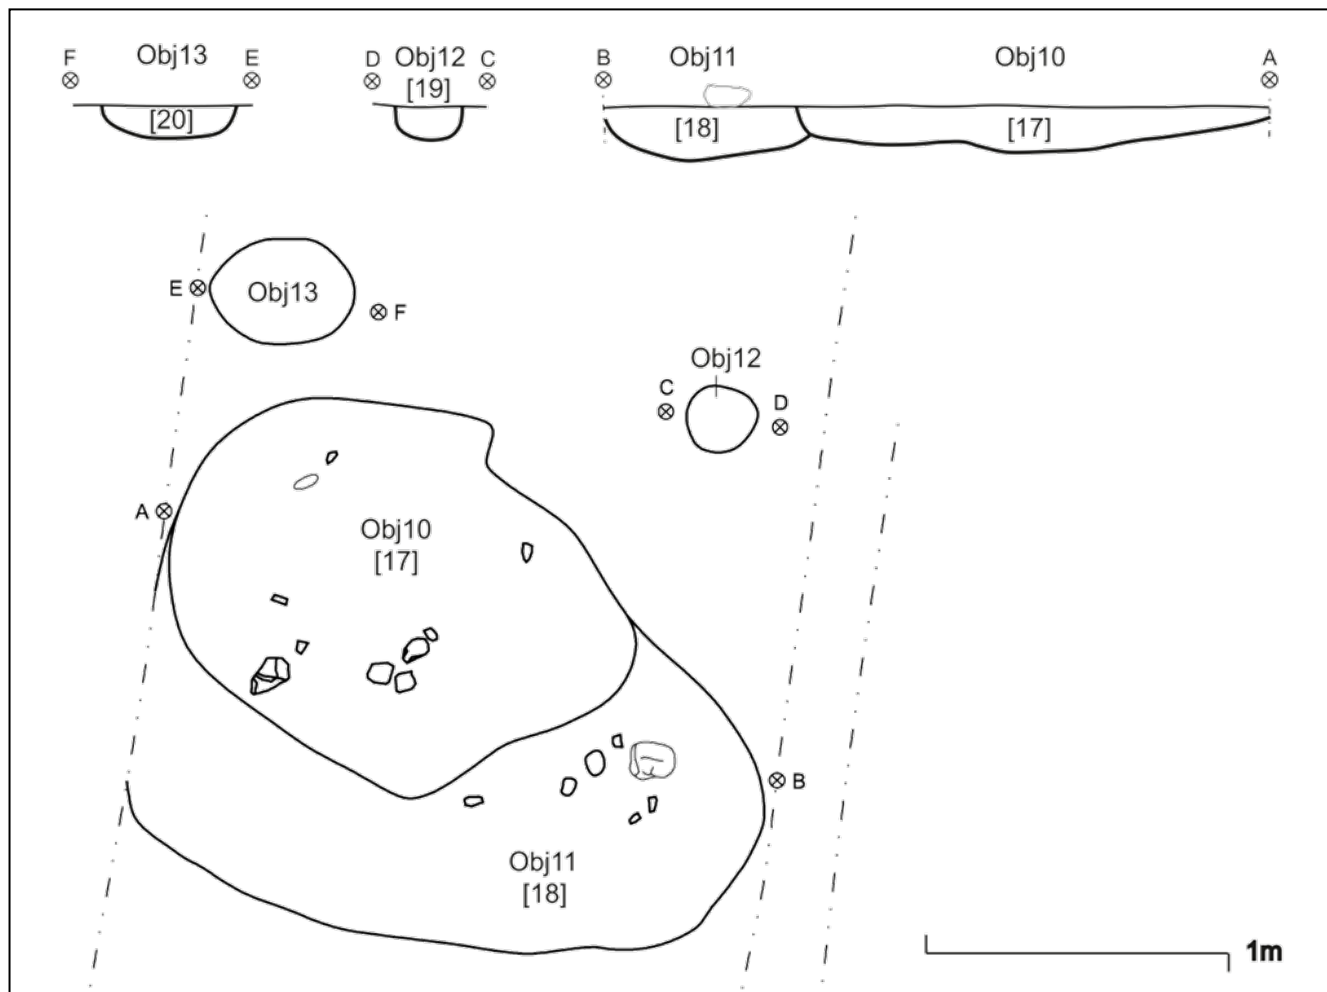 F Obj13 E D Obj12 C B Obj11 Obj10 A
[19]
[20] [18] [17]
E Obj13 F
Obj12
C D
A Obj10
[17]
B
Obj11
[18]
1m